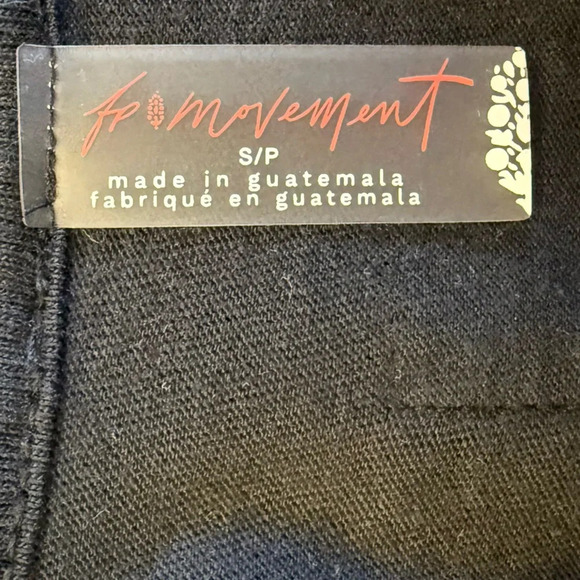 fp movement
S/P
made in guatemala
fabriqué en guatemala